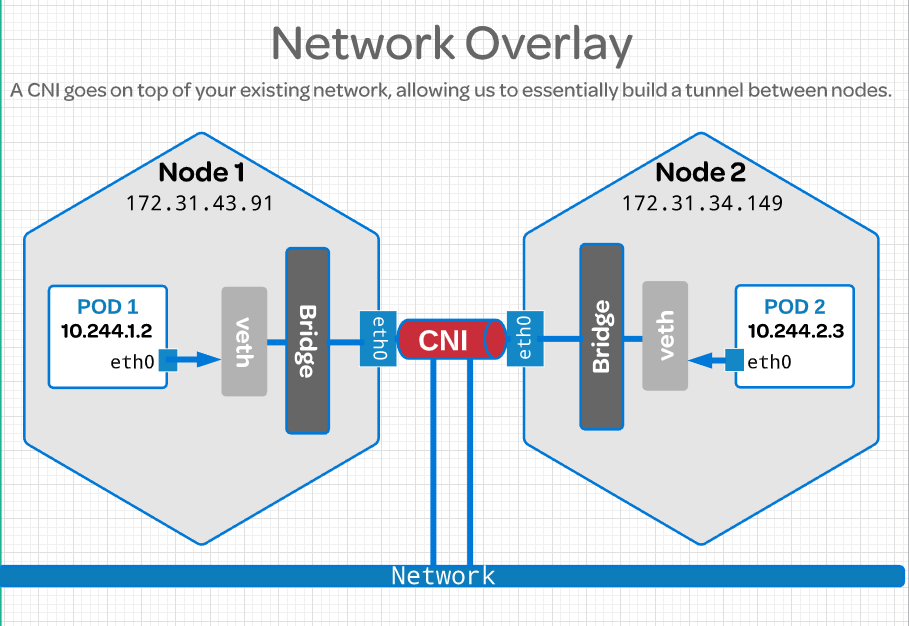 Network Overlay
A CNI goes on top of your existing network, allowing us to essentially build a tunnel between nodes.
Node 1
172.31.43.91
POD 1
10.244.1.2
eth0
veth
Bridge
eth0
CNI
Node 2
172.31.34.149
eth0
Bridge
veth
POD 2
10.244.2.3
eth0
Network